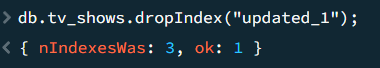 > db.tv_shows.dropIndex("updated_1");
< { nIndexesWas: 3, ok: 1 }